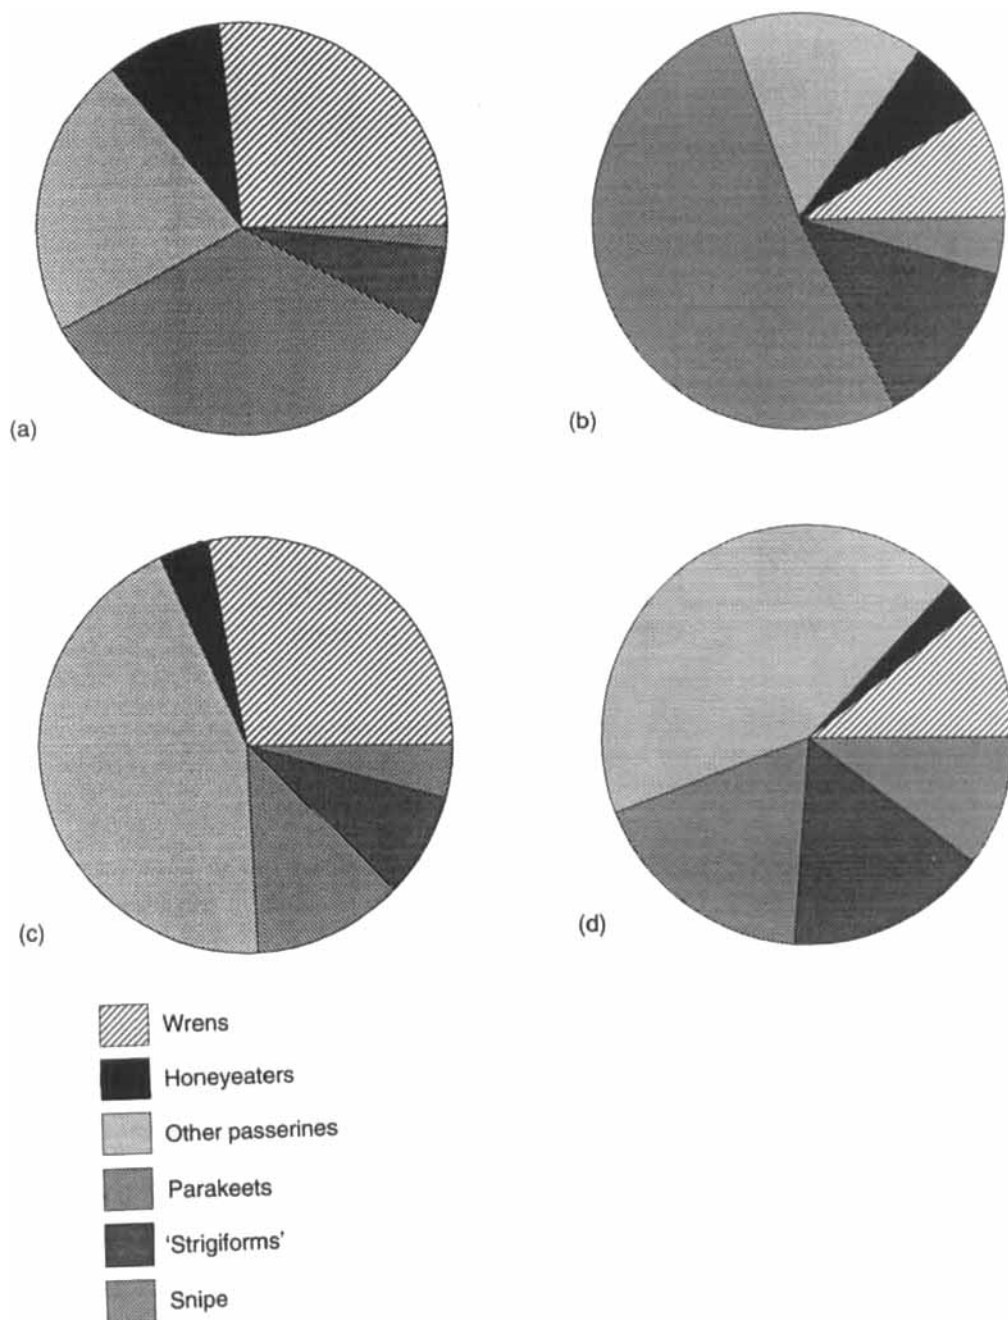 (a)
(b)
(c)
(d)
Wrens
Honeyeaters
Other passerines
Parakeets
'Strigiforms'
Snipe